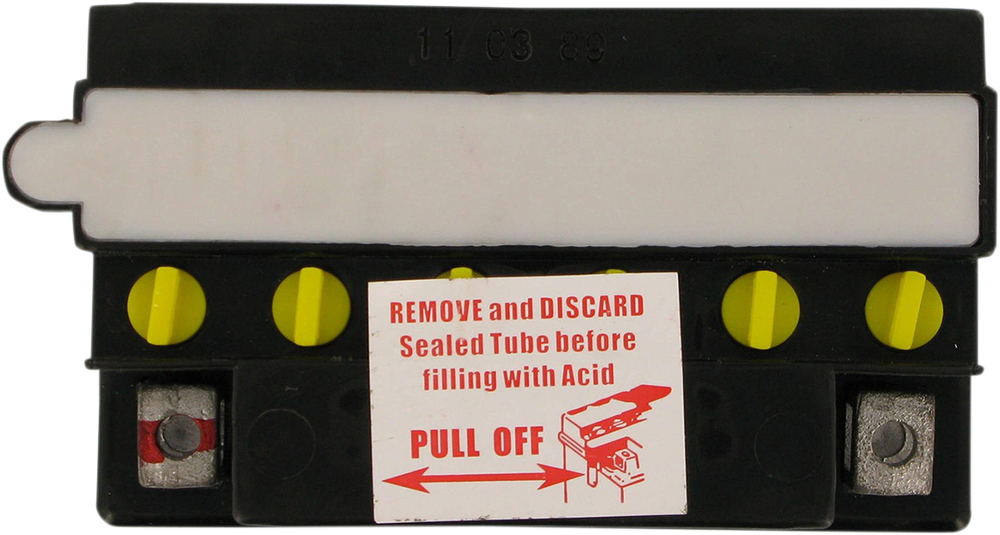 11 03 89
REMOVE and DISCARD
Sealed Tube before
filling with Acid
PULL OFF